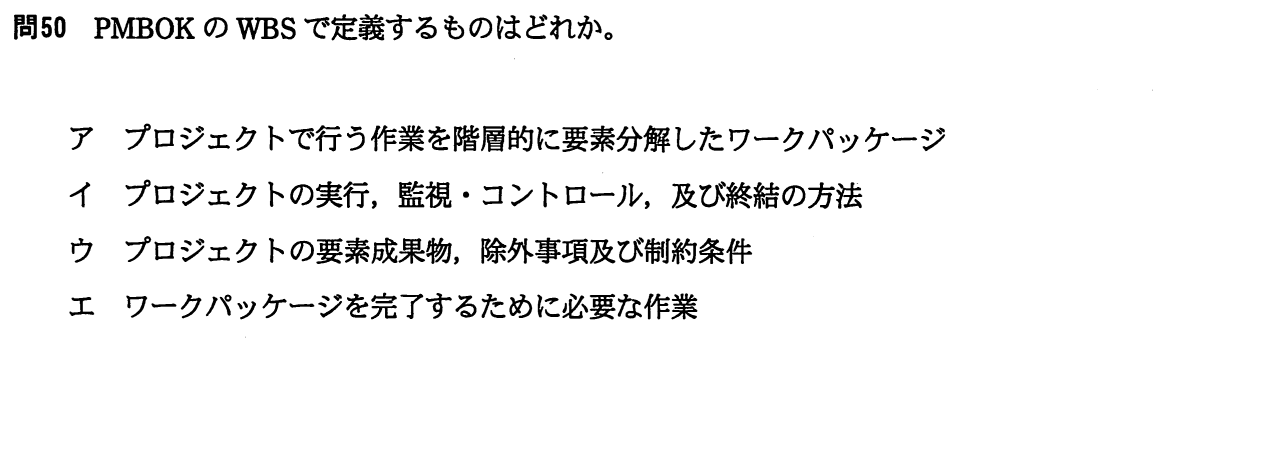 問50 PMBOK の WBS で定義するものはどれか。
ア プロジェクトで行う作業を階層的に要素分解したワークパッケージ
イ プロジェクトの実行，監視・コントロール，及び終結の方法
ウ プロジェクトの要素成果物，除外事項及び制約条件
エ ワークパッケージを完了するために必要な作業